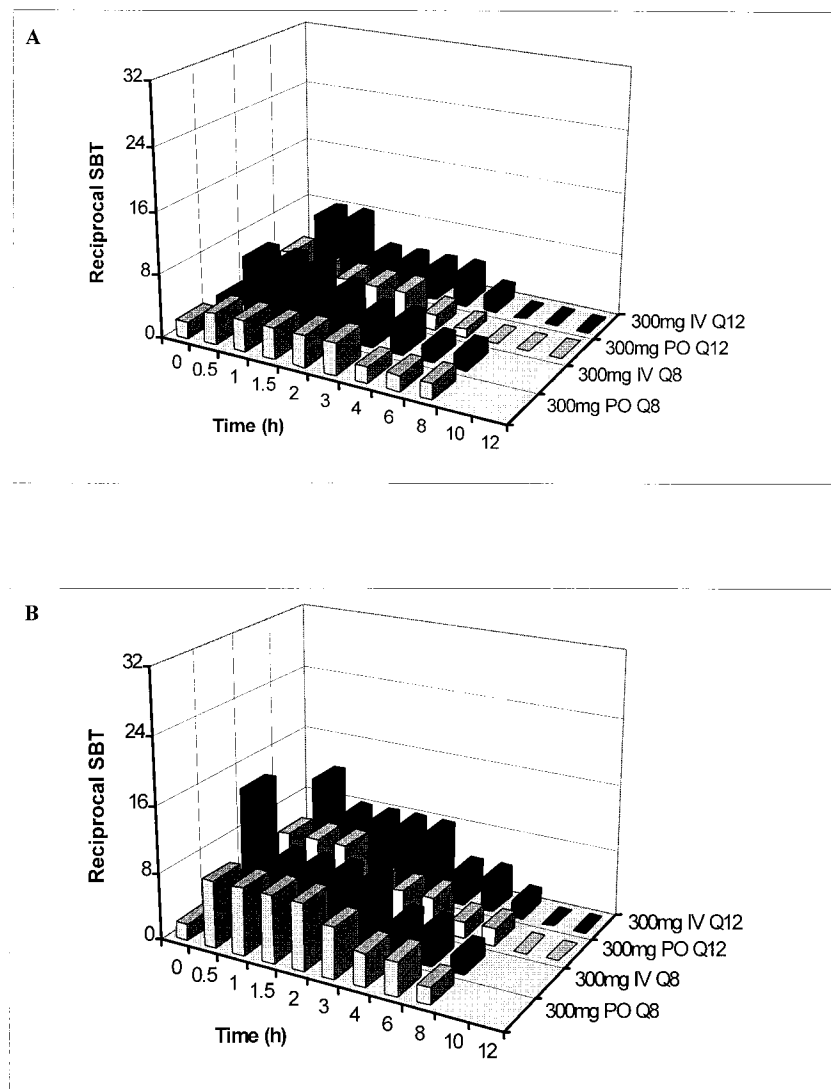 A
32
24
16
8
0
Reciprocal SBT
0
0.5
1
1.5
2
3
4
6
8
10
12
Time (h)
300mg IV Q12
300mg PO Q12
300mg IV Q8
300mg PO Q8
B
32
24
16
8
0
Reciprocal SBT
0
0.5
1
1.5
2
3
4
6
8
10
12
Time (h)
300mg IV Q12
300mg PO Q12
300mg IV Q8
300mg PO Q8